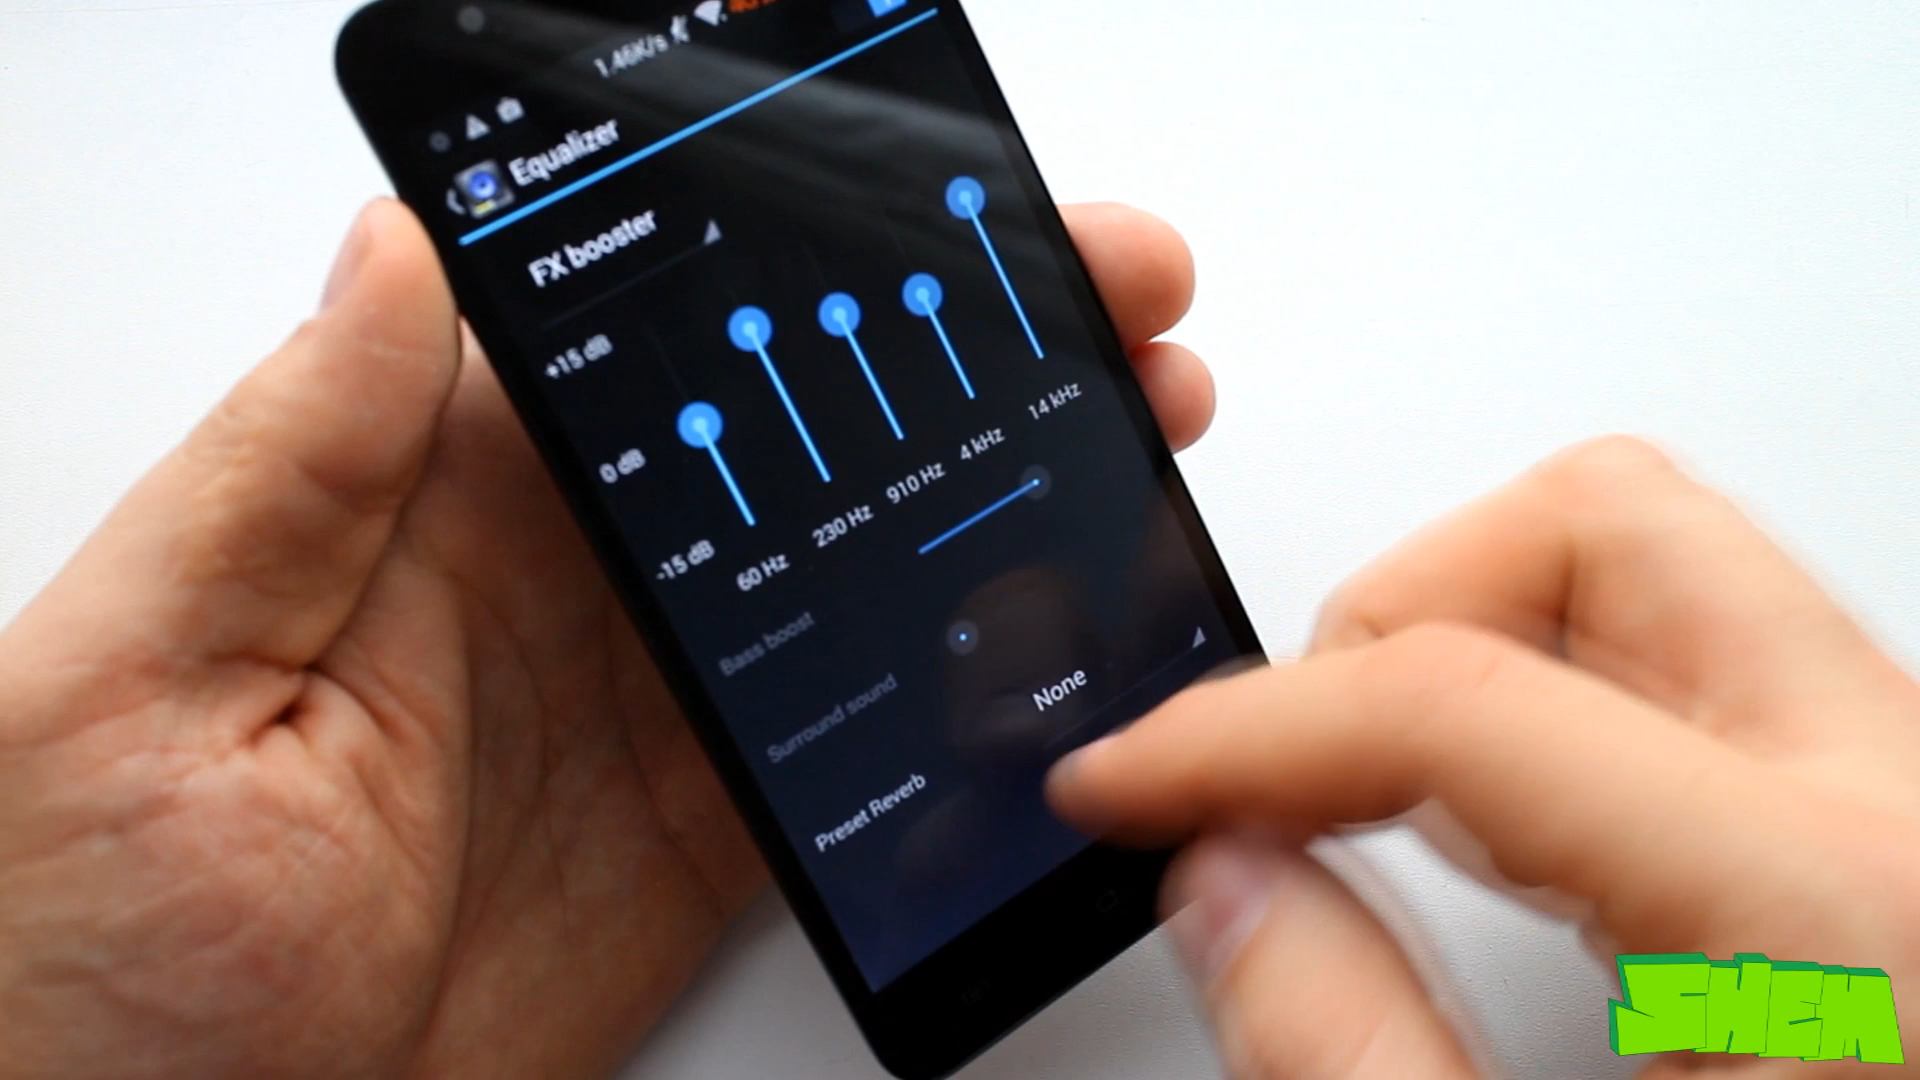 1.46K/s
Equalizer
FX booster
+15 dB
0 dB
-15 dB
60 Hz
230 Hz
910 Hz
4 kHz
14 kHz
Bass boost
Surround sound
Preset Reverb
None
SHEM